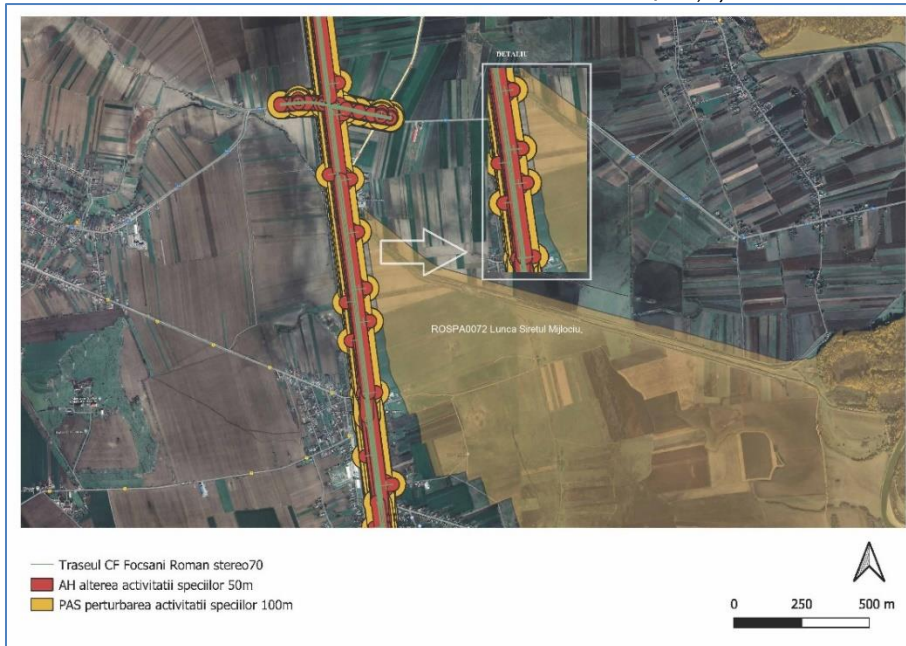 DETALIU
ROSPA0072 Lunca Siretul Mijlociu,
Traseul CF Focsani Roman stereo70
AH alterea activitatii speciilor 50m
PAS perturbarea activitatii speciilor 100m
0 250 500 m